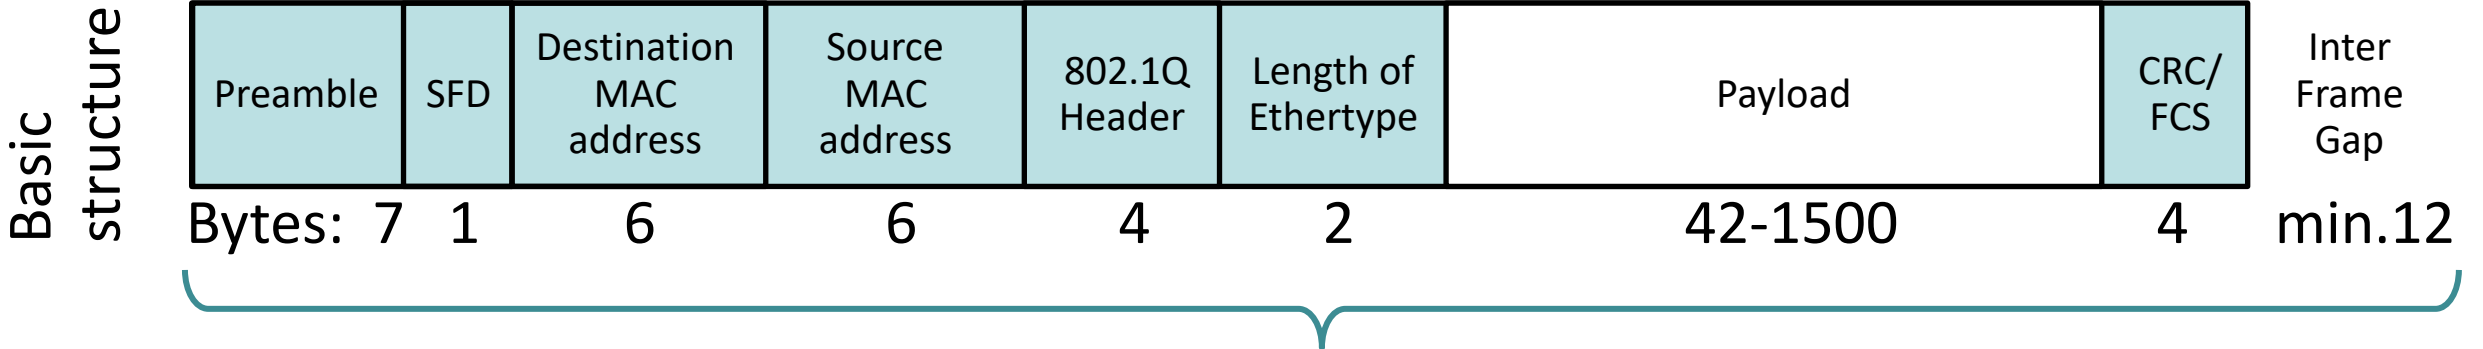 Basic
structure
Preamble
SFD
Destination
MAC
address
Source
MAC
address
802.1Q
Header
Length of
Ethertype
Payload
CRC/
FCS
Inter
Frame
Gap
Bytes: 7 1 6 6 4 2 42-1500 4 min.12